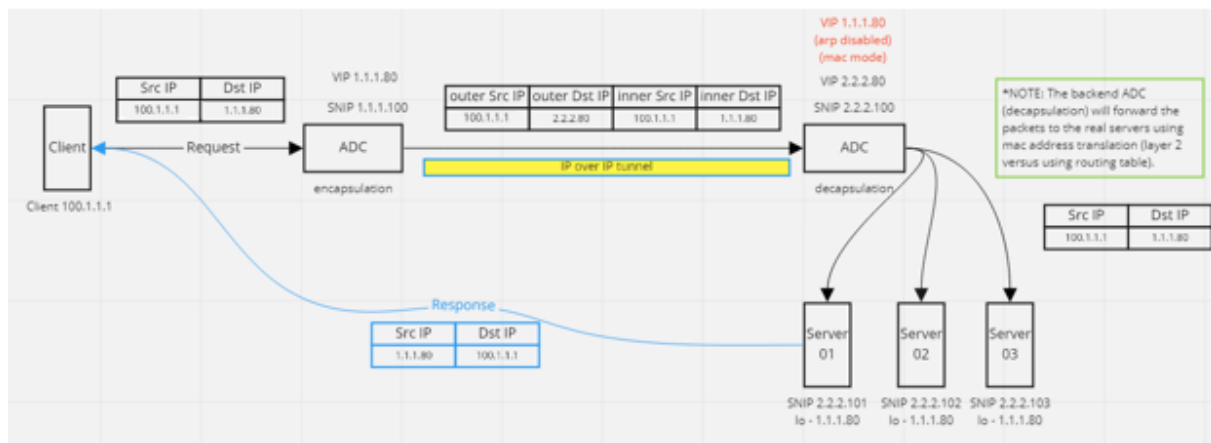 VIP 1.1.1.80
(arp disabled)
(mac mode)
VIP 1.1.1.80
VIP 2.2.2.80
Src IP Dst IP
100.1.1.1 1.1.1.80
SNIP 1.1.1.100
outer Src IP outer Dst IP inner Src IP inner Dst IP
100.1.1.1 2.2.2.80 100.1.1.1 1.1.1.80
SNIP 2.2.2.100
*NOTE: The backend ADC
(decapsulation) will forward the
packets to the real servers using
mac address translation (layer 2
versus using routing table).
Client
Request
ADC
IP over IP tunnel
ADC
encapsulation
decapsulation
Client 100.1.1.1
Src IP Dst IP
100.1.1.1 1.1.1.80
Response
Src IP Dst IP
1.1.1.80 100.1.1.1
Server
01
Server
02
Server
03
SNIP 2.2.2.101
lo - 1.1.1.80
SNIP 2.2.2.102
lo - 1.1.1.80
SNIP 2.2.2.103
lo - 1.1.1.80